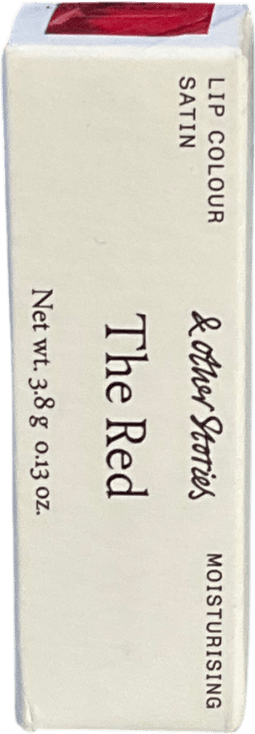 LIP COLOUR
SATIN
& other Stories
MOISTURISING
The Red
Net wt. 3.8 g 0.13 oz.